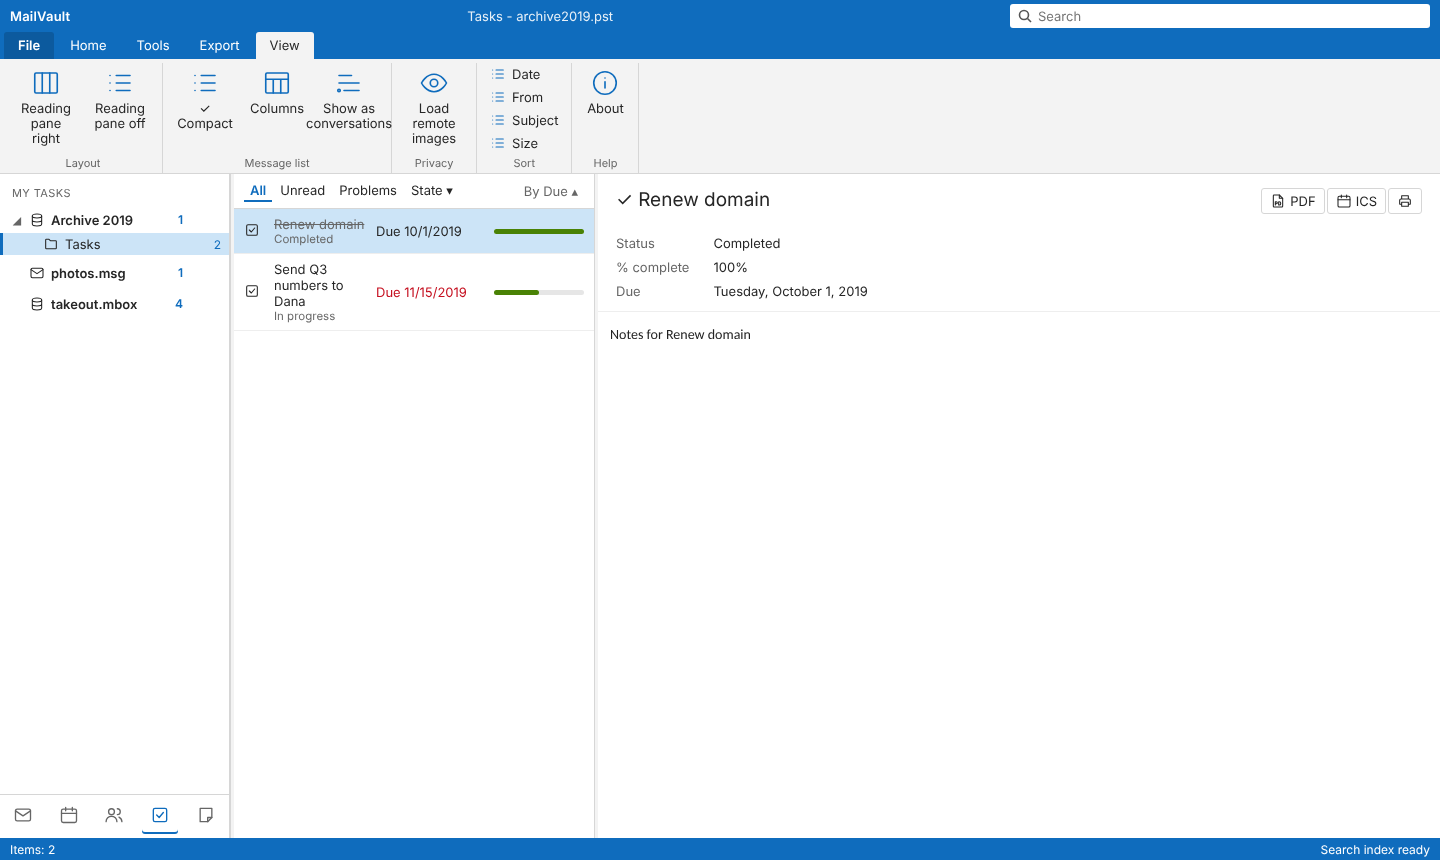 MailVault
Tasks - archive2019.pst
Search
File
Home
Tools
Export
View
Reading
pane
right
Reading
pane off
Layout
✓
Compact
Columns
Show as
conversations
Message list
Load
remote
images
Privacy
Date
From
Subject
Size
Sort
About
Help
MY TASKS
Archive 2019 1
Tasks 2
photos.msg 1
takeout.mbox 4
All Unread Problems State ▾ By Due ▴
Renew domain
Completed
Due 10/1/2019
Send Q3
numbers to
Dana
In progress
Due 11/15/2019
✓ Renew domain
PDF
ICS
Status Completed
% complete 100%
Due Tuesday, October 1, 2019
Notes for Renew domain
Items: 2
Search index ready